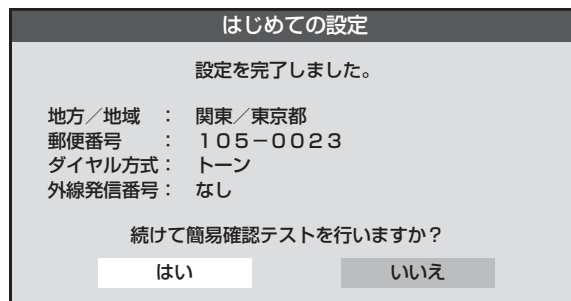 はじめての設定
設定を完了しました。
地方／地域　：　関東／東京都
郵便番号　　：　１０５－００２３
ダイヤル方式：　トーン
外線発信番号：　なし
続けて簡易確認テストを行いますか？
はい　いいえ